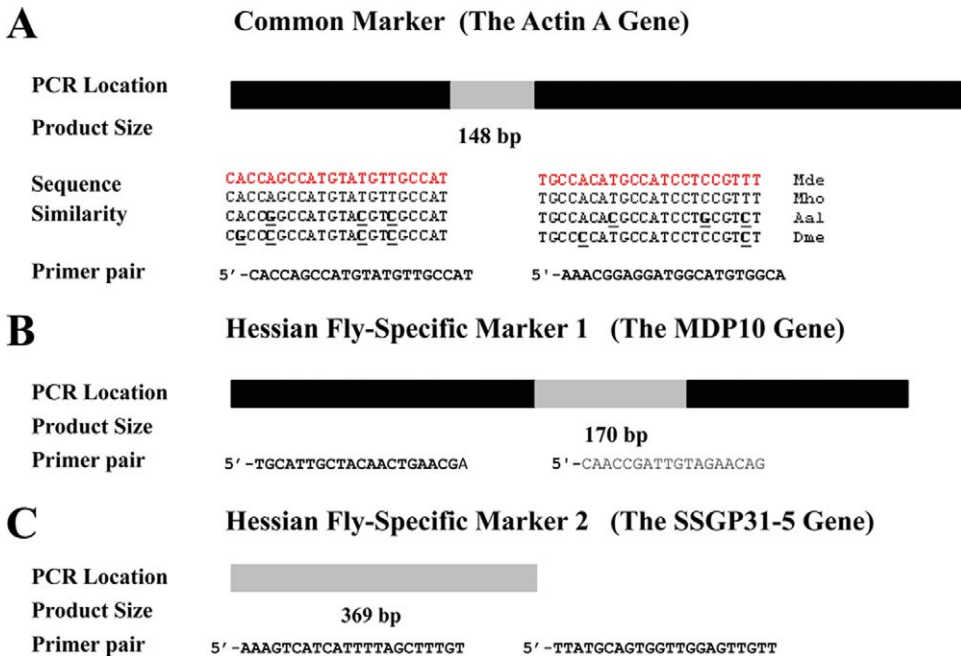 A Common Marker (The Actin A Gene)
PCR Location
Product Size 148 bp
CACCAGCCATGTATGTTGCCAT TGCCACATGCCATCCTCCGTTT Mde
Sequence CACCAGCCATGTATGTTGCCAT TGCCACATGCCATCCTCCGTTT Mho
Similarity CACCGGCCATGTACGTCGCCAT TGCCACACGCCATCCTGCGTCT Aal
CGCCCGCCATGTACGTCGCCAT TGCCCCATGCCATCCTCCGTCT Dme
Primer pair 5'-CACCAGCCATGTATGTTGCCAT 5'-AAACGGAGGATGGCATGTGGCA
B Hessian Fly-Specific Marker 1 (The MDP10 Gene)
PCR Location
Product Size 170 bp
Primer pair 5'-TGCATTGCTACAACTGAACGA 5'-CAACCGATTGTAGAACAG
C Hessian Fly-Specific Marker 2 (The SSGP31-5 Gene)
PCR Location
Product Size 369 bp
Primer pair 5'-AAAGTCATCATTTTAGCTTTGT 5'-TTATGCAGTGGTTGGAGTTGTT